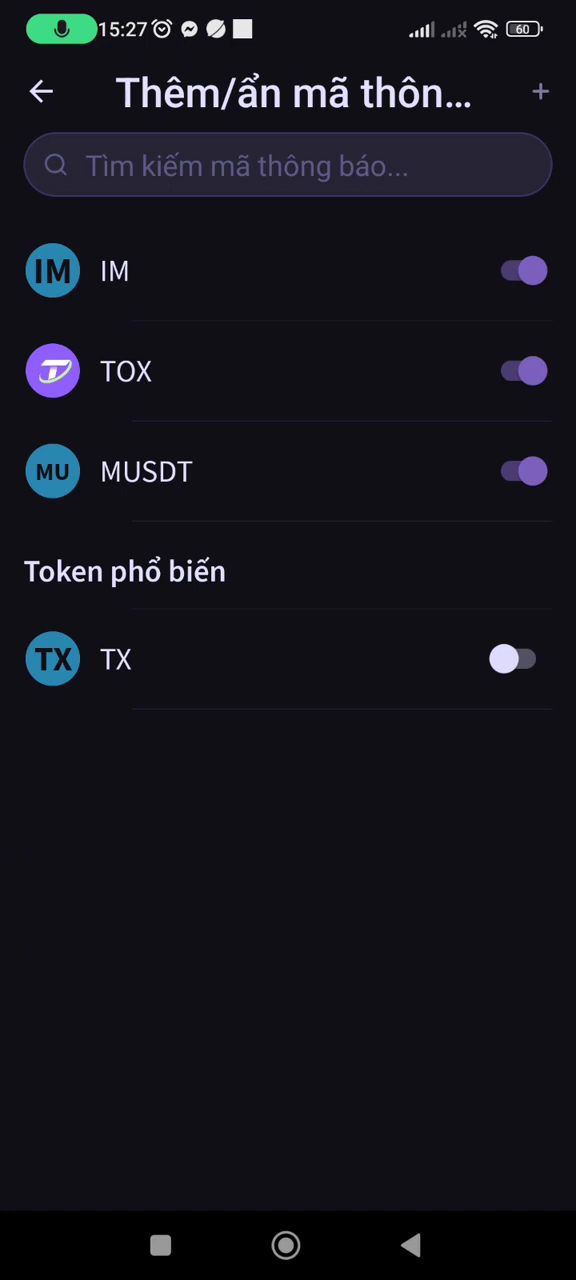 15:27
60
Thêm/ẩn mã thôn...
Tìm kiếm mã thông báo...
IM
IM
TOX
MU
MUSDT
Token phổ biến
TX
TX